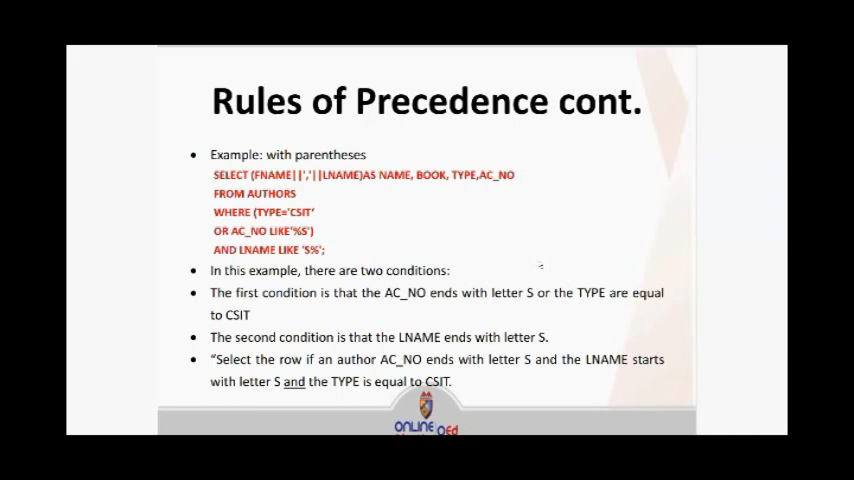 Rules of Precedence cont.
• Example: with parentheses
SELECT (FNAME||','||LNAME)AS NAME, BOOK, TYPE,AC_NO
FROM AUTHORS
WHERE (TYPE='CSIT'
OR AC_NO LIKE'%S')
AND LNAME LIKE 'S%';
• In this example, there are two conditions:
• The first condition is that the AC_NO ends with letter S or the TYPE are equal
to CSIT
• The second condition is that the LNAME ends with letter S.
• “Select the row if an author AC_NO ends with letter S and the LNAME starts
with letter S and the TYPE is equal to CSIT.
ONLINE
OEd